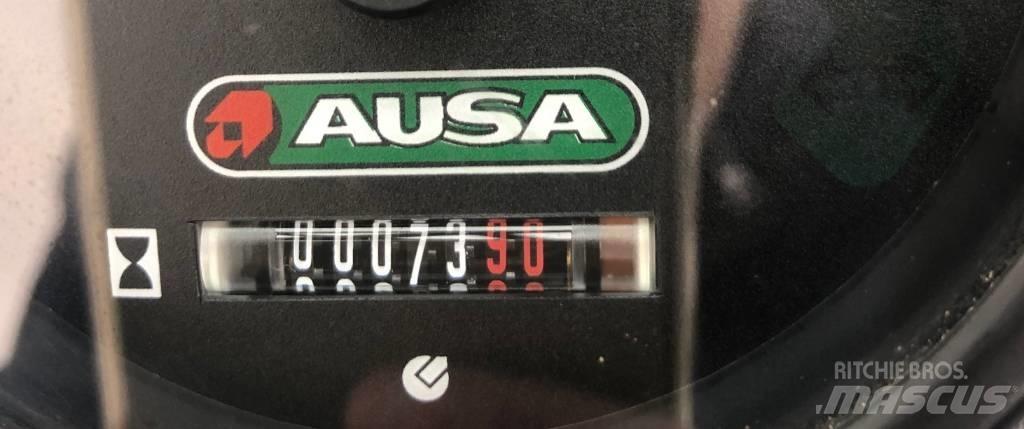 AUSA
0007390
RITCHIE BROS.
MASCUS